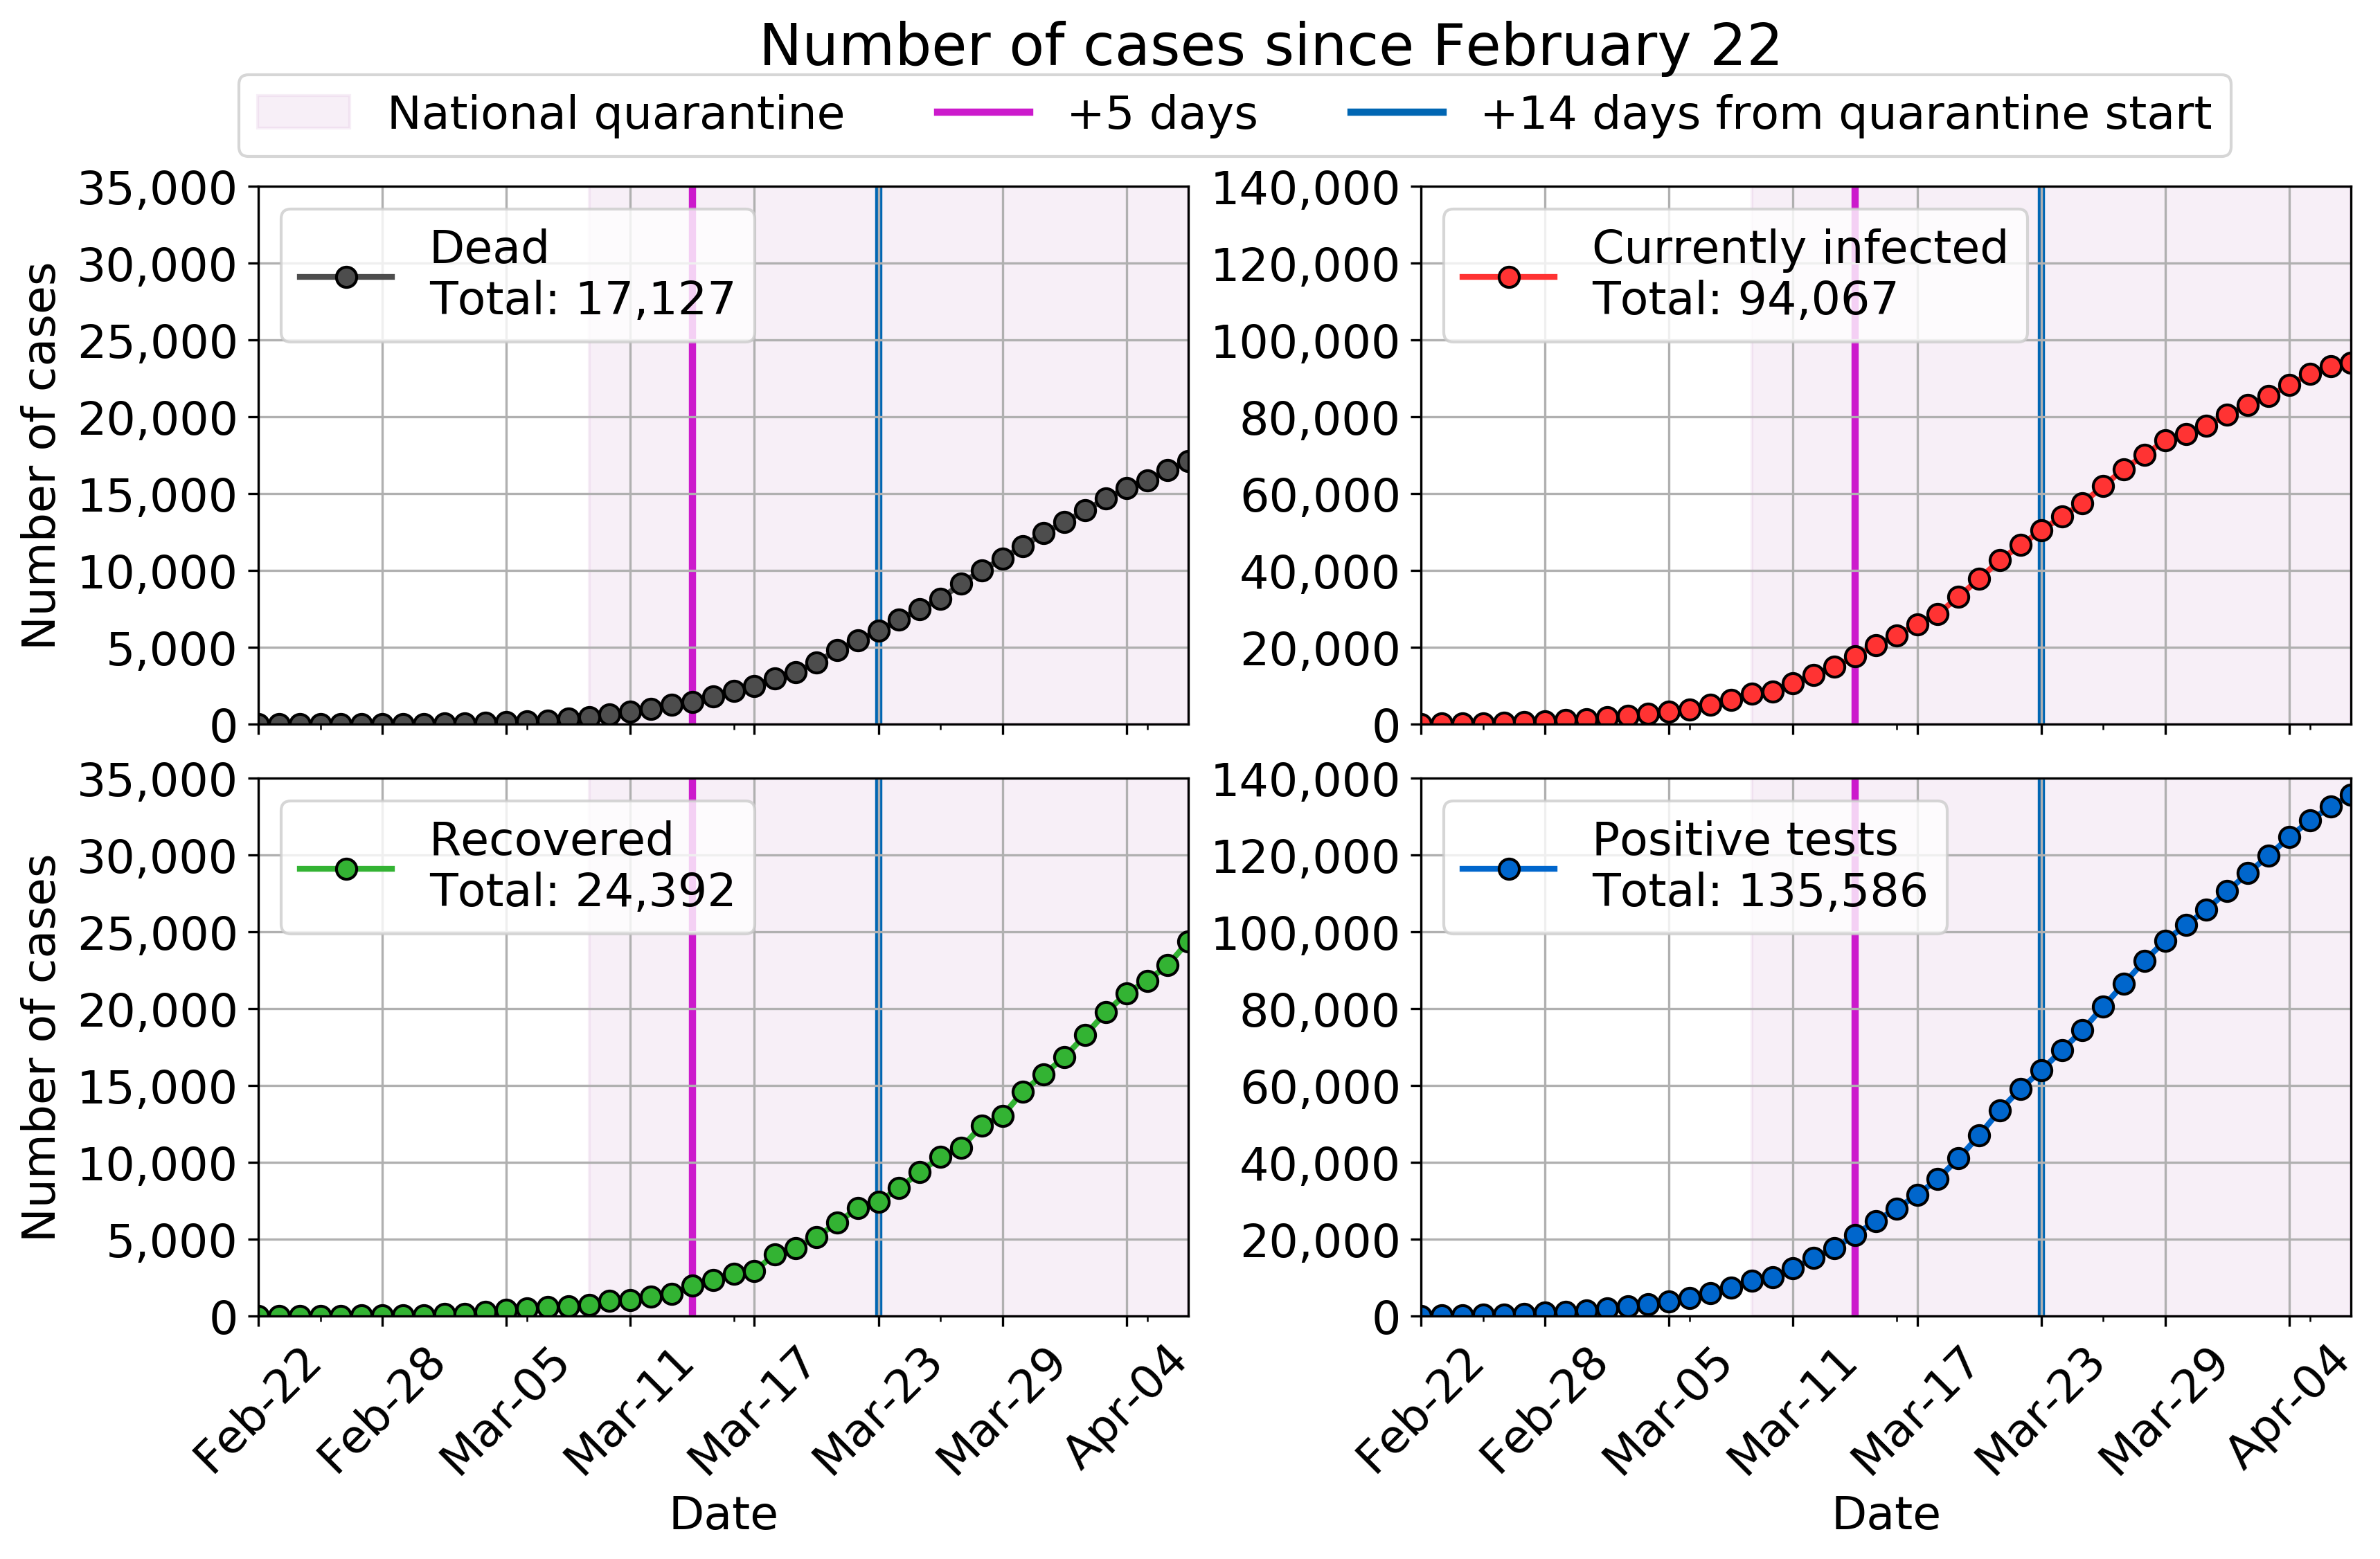 Number of cases since February 22
National quarantine +5 days +14 days from quarantine start
35,000
30,000
25,000
20,000
15,000
10,000
5,000
0
Number of cases
Dead
Total: 17,127
140,000
120,000
100,000
80,000
60,000
40,000
20,000
0
Currently infected
Total: 94,067
35,000
30,000
25,000
20,000
15,000
10,000
5,000
0
Number of cases
Recovered
Total: 24,392
Feb-22 Feb-28 Mar-05 Mar-11 Mar-17 Mar-23 Mar-29 Apr-04
Date
140,000
120,000
100,000
80,000
60,000
40,000
20,000
0
Positive tests
Total: 135,586
Feb-22 Feb-28 Mar-05 Mar-11 Mar-17 Mar-23 Mar-29 Apr-04
Date